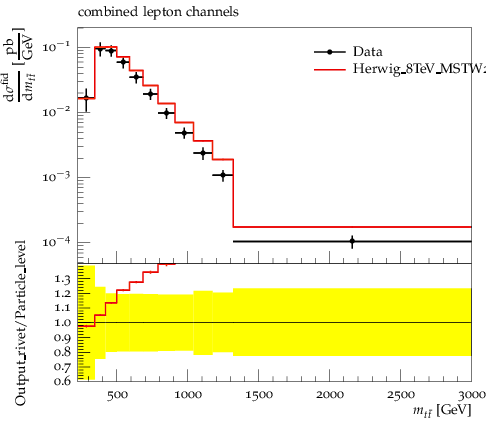 combined lepton channels
dσ^fid/dm_tt̄ [pb/GeV]
10⁻¹
10⁻²
10⁻³
10⁻⁴
Data
Herwig_8TeV_MSTW
Output_rivet/Particle_level
1.3
1.2
1.1
1.0
0.9
0.8
0.7
0.6
500 1000 1500 2000 2500 3000
m_tt̄ [GeV]